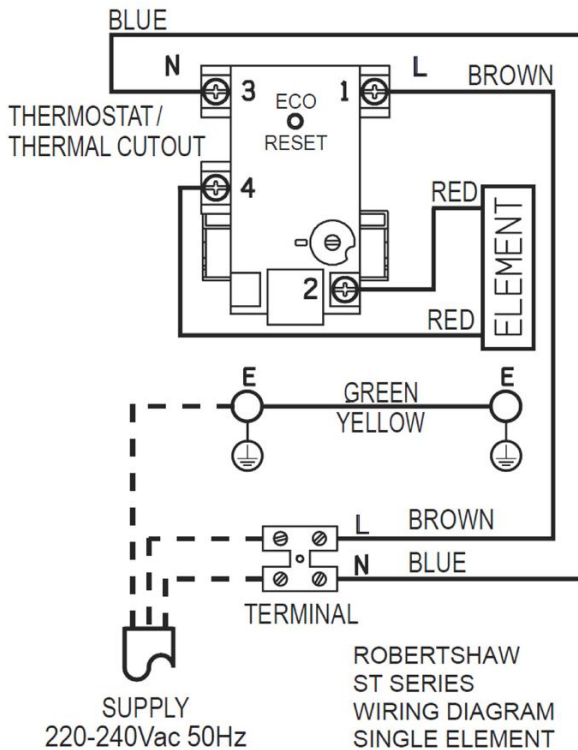 BLUE
N
L
BROWN
3
ECO
1
THERMOSTAT/
THERMAL CUTOUT
RESET
4
RED
ELEMENT
2
RED
E
GREEN
YELLOW
E
L
BROWN
N
BLUE
TERMINAL
SUPPLY
220-240Vac 50Hz
ROBERTSHAW
ST SERIES
WIRING DIAGRAM
SINGLE ELEMENT